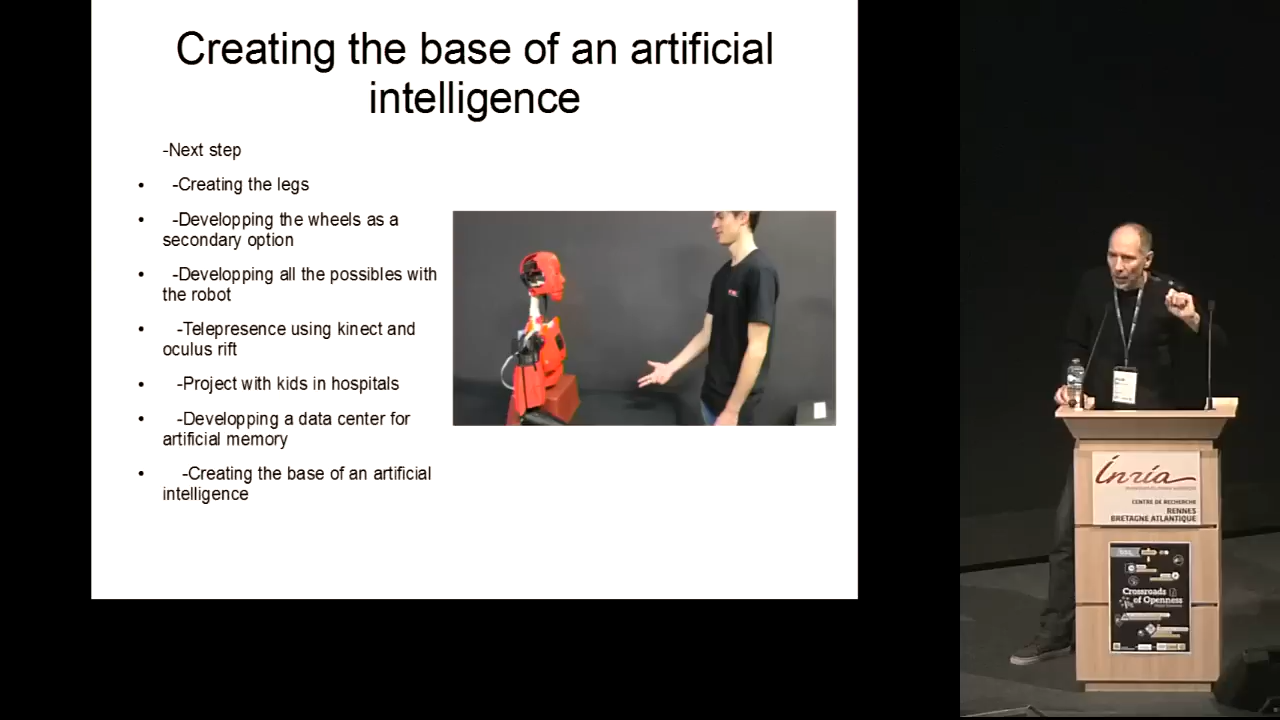 Creating the base of an artificial
intelligence
-Next step
• -Creating the legs
• -Developping the wheels as a
secondary option
• -Developping all the possibles with
the robot
• -Telepresence using kinect and
oculus rift
• -Project with kids in hospitals
• -Developping a data center for
artificial memory
• -Creating the base of an artificial
intelligence
Inria
CENTRE DE RECHERCHE
RENNES
BRETAGNE ATLANTIQUE
Crossroads
of Openness